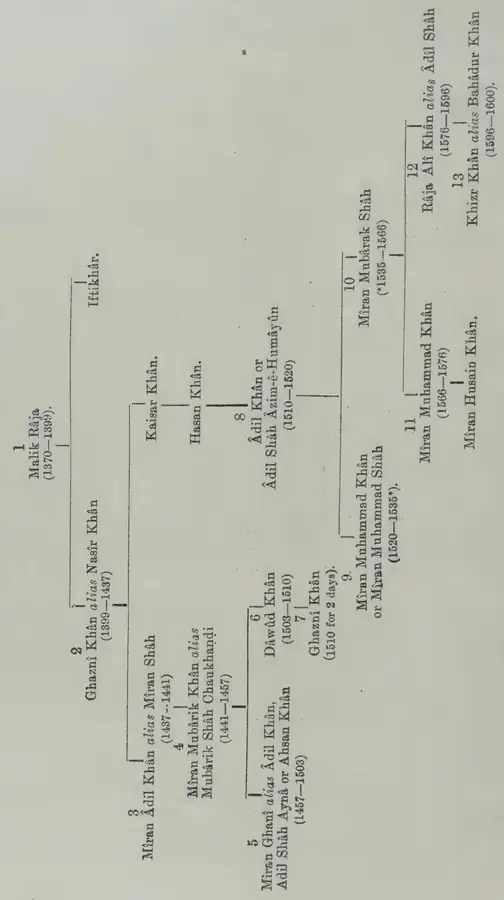 1
Malik Râja
(1370—1399).
2
Ghaznî Khân alias Nasîr Khân
(1399—1437)
Iftikhâr.
3
Mîran Âdil Khân alias Mîran Shâh
(1437--1441)
Kaisar Khân.
4
Mîran Mubârik Khân alias
Mubârik Shâh Chaukhandi
(1441—1457)
Hasan Khân.
5
Mîran Ghanî alias Âdil Khân,
Adil Shâh Aynâ or Ahsan Khân
(1457—1503)
6
Dâwûd Khân
(1503—1510)
7
Ghaznî Khân
(1510 for 2 days).
8
Âdil Khân or
Âdil Shâh Âzim-ê-Humâyûn
(1510—1520)
9
Mîran Muhammad Khân
or Mîran Muhammad Shâh
(1520—1535*).
10
Mîran Mubârak Shâh
(*1535—1566)
11
Mîran Muhammad Khân
(1566—1576)
Mîran Husain Khân.
12
Râja Alî Khân alias Âdîl Shâh
(1576—1596)
13
Khizr Khân alias Bahâdur Khân
(1596—1600).